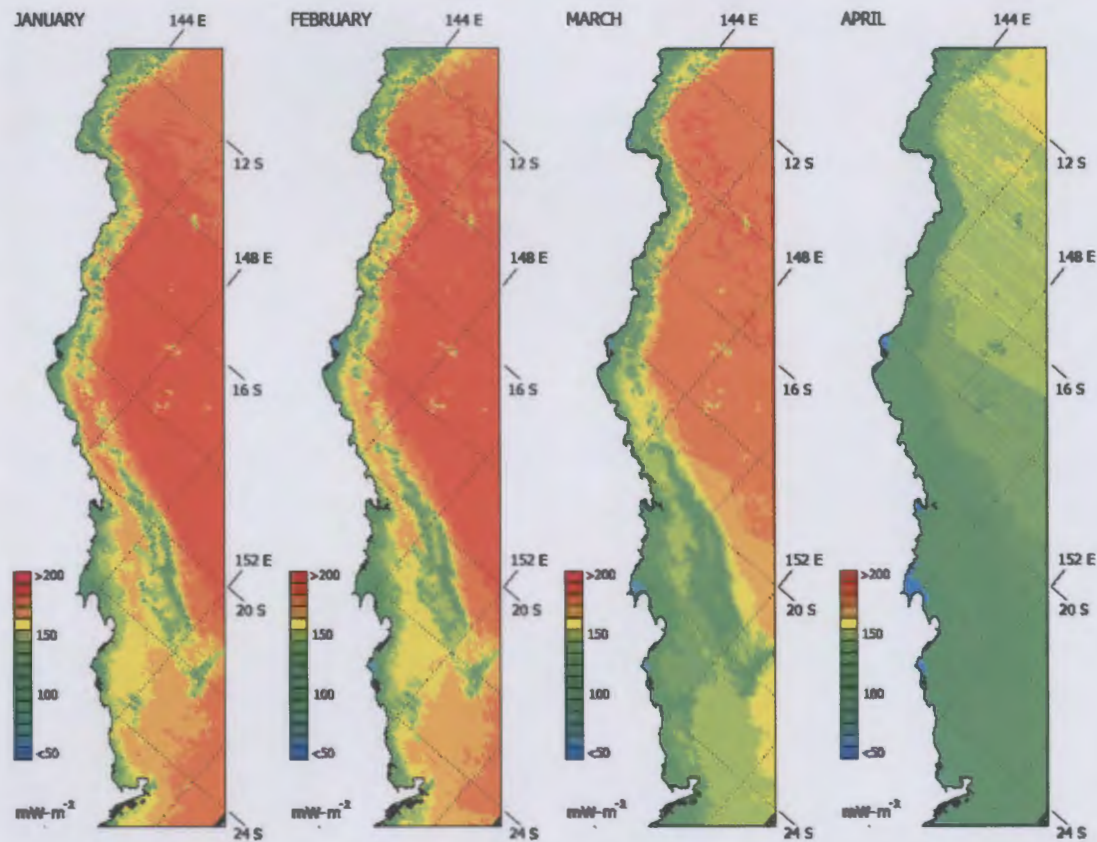 JANUARY
144 E
12 S
148 E
16 S
152 E
20 S
24 S
>200
150
100
<50
mW-m⁻²
FEBRUARY
144 E
12 S
148 E
16 S
152 E
20 S
24 S
>200
150
100
<50
mW-m⁻²
MARCH
144 E
12 S
148 E
16 S
152 E
20 S
24 S
>200
150
100
<50
mW-m⁻²
APRIL
144 E
12 S
148 E
16 S
152 E
20 S
24 S
>200
150
100
<50
mW-m⁻²